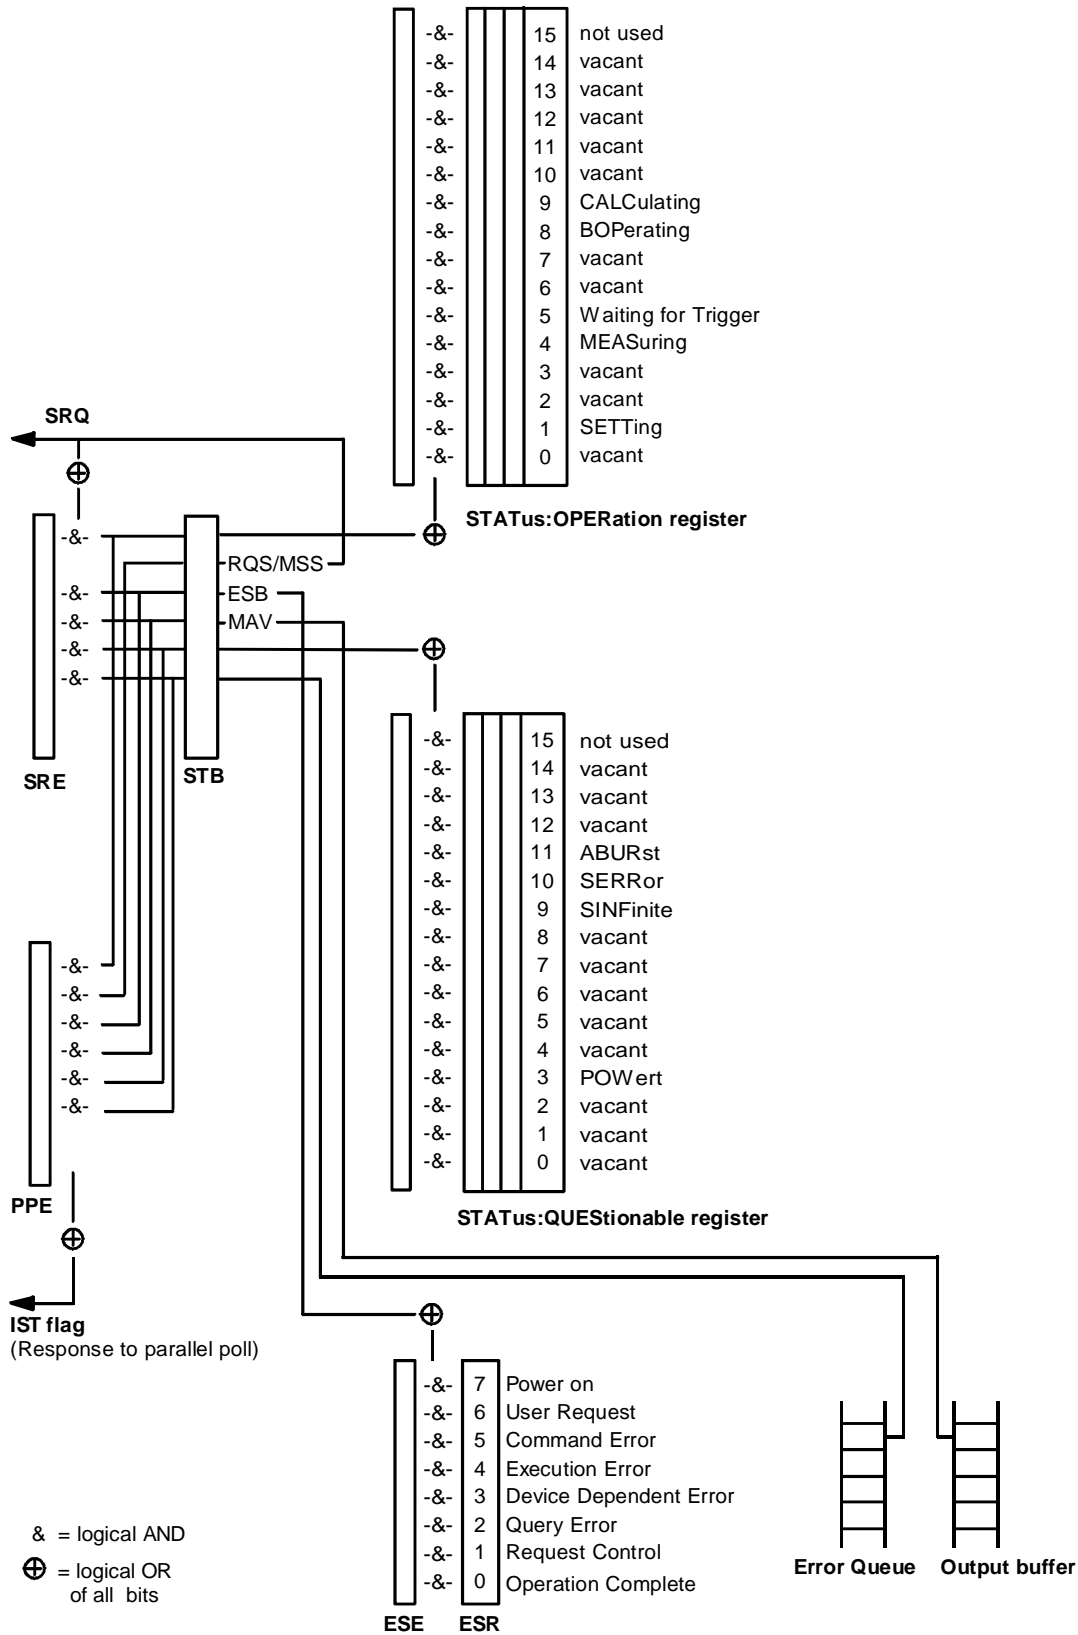 -&- 15 not used
-&- 14 vacant
-&- 13 vacant
-&- 12 vacant
-&- 11 vacant
-&- 10 vacant
-&- 9 CALCulating
-&- 8 BOPerating
-&- 7 vacant
-&- 6 vacant
-&- 5 Waiting for Trigger
-&- 4 MEASuring
-&- 3 vacant
-&- 2 vacant
-&- 1 SETTing
-&- 0 vacant
STATus:OPERation register
SRQ
-&-
-&- RQS/MSS
-&- ESB
-&- MAV
-&-
SRE
STB
-&- 15 not used
-&- 14 vacant
-&- 13 vacant
-&- 12 vacant
-&- 11 ABURst
-&- 10 SERRor
-&- 9 SINFinite
-&- 8 vacant
-&- 7 vacant
-&- 6 vacant
-&- 5 vacant
-&- 4 vacant
-&- 3 POWert
-&- 2 vacant
-&- 1 vacant
-&- 0 vacant
STATus:QUEStionable register
-&-
-&-
-&-
-&-
-&-
-&-
PPE
IST flag
(Response to parallel poll)
-&- 7 Power on
-&- 6 User Request
-&- 5 Command Error
-&- 4 Execution Error
-&- 3 Device Dependent Error
-&- 2 Query Error
-&- 1 Request Control
-&- 0 Operation Complete
ESE
ESR
Error Queue
Output buffer
& = logical AND
⊕ = logical OR
of all bits